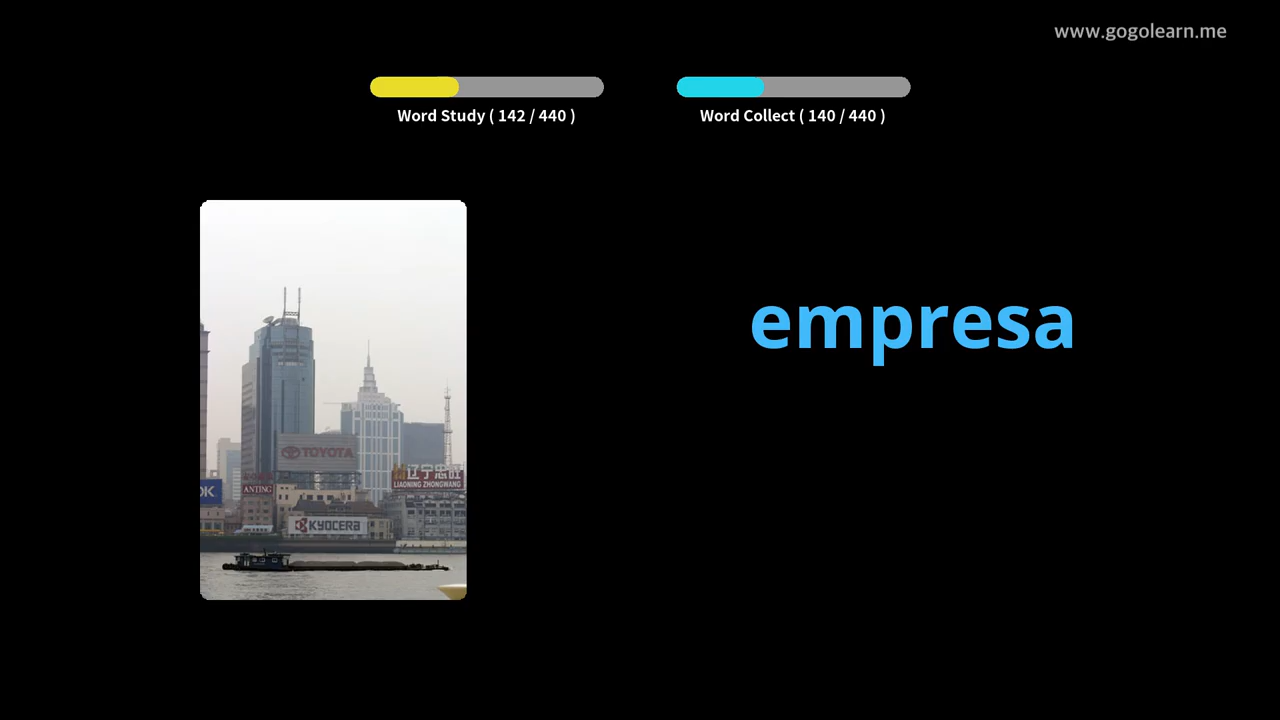 www.gogolearn.me
Word Study ( 142 / 440 )
Word Collect ( 140 / 440 )
empresa
TOYOTA
辽宁忠旺
LIAONING ZHONGWANG
OK
ANTING
KYOCERA